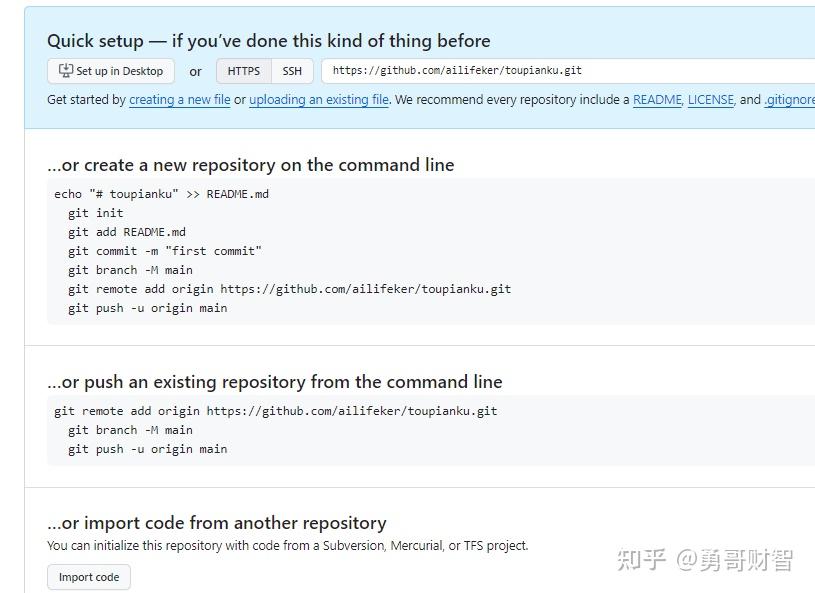 Quick setup — if you’ve done this kind of thing before
Set up in Desktop or HTTPS SSH https://github.com/ailifeker/toupianku.git
Get started by creating a new file or uploading an existing file. We recommend every repository include a README, LICENSE, and .gitignore
…or create a new repository on the command line
echo "# toupianku" >> README.md
git init
git add README.md
git commit -m "first commit"
git branch -M main
git remote add origin https://github.com/ailifeker/toupianku.git
git push -u origin main
…or push an existing repository from the command line
git remote add origin https://github.com/ailifeker/toupianku.git
git branch -M main
git push -u origin main
…or import code from another repository
You can initialize this repository with code from a Subversion, Mercurial, or TFS project.
Import code
知乎 @勇哥财智